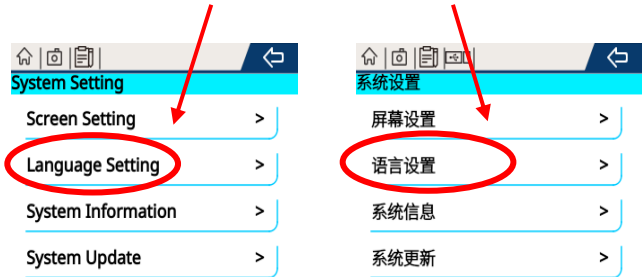 System Setting
Screen Setting >
Language Setting >
System Information >
System Update >
系统设置
屏幕设置 >
语言设置 >
系统信息 >
系统更新 >